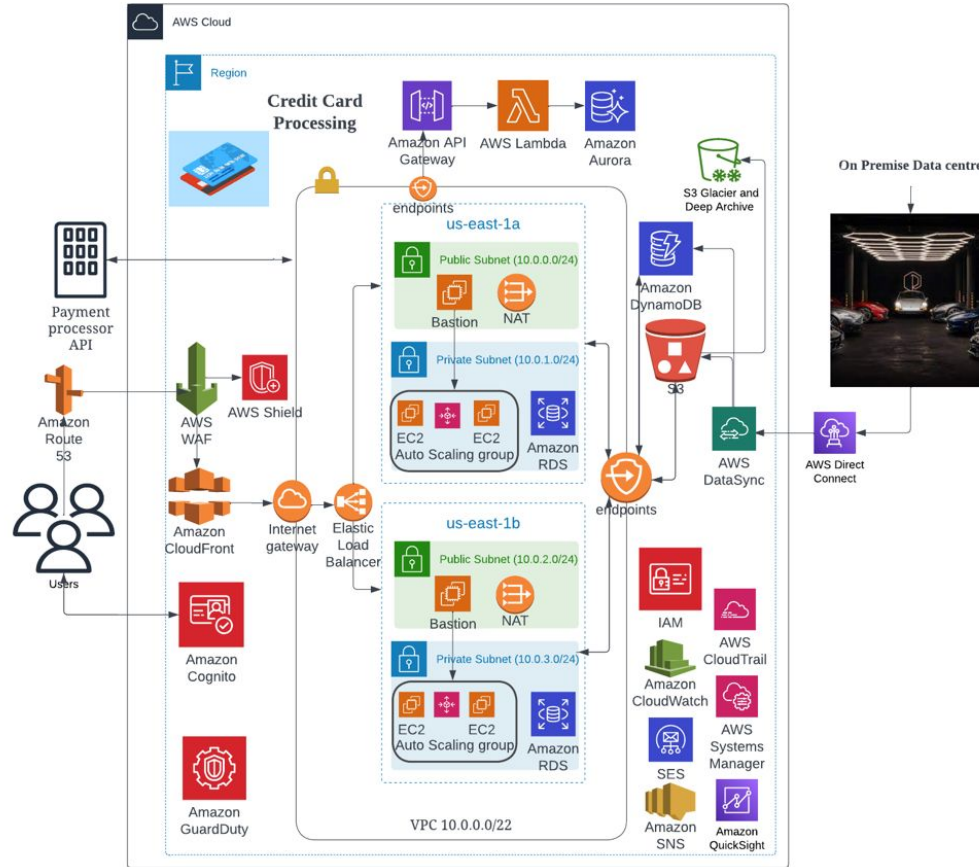 AWS Cloud
Region
Credit Card
Processing
Amazon API
Gateway
AWS Lambda
Amazon
Aurora
S3 Glacier and
Deep Archive
On Premise Data centre
endpoints
us-east-1a
Public Subnet (10.0.0.0/24)
Bastion
NAT
Amazon
DynamoDB
Payment
processor
API
Private Subnet (10.0.1.0/24)
S3
AWS Shield
Amazon
Route
53
AWS
WAF
EC2
EC2
Auto Scaling group
Amazon
RDS
AWS
DataSync
AWS Direct
Connect
endpoints
Users
Amazon
CloudFront
Internet
gateway
Elastic
Load
Balancer
us-east-1b
Public Subnet (10.0.2.0/24)
Bastion
NAT
IAM
AWS
CloudTrail
Amazon
Cognito
Private Subnet (10.0.3.0/24)
Amazon
CloudWatch
AWS
Systems
Manager
EC2
EC2
Auto Scaling group
Amazon
RDS
SES
Amazon
GuardDuty
VPC 10.0.0.0/22
Amazon
SNS
Amazon
QuickSight